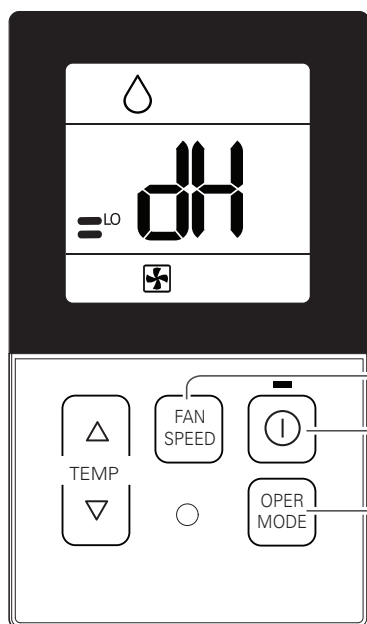 dH
LO
FAN
SPEED
TEMP
OPER
MODE